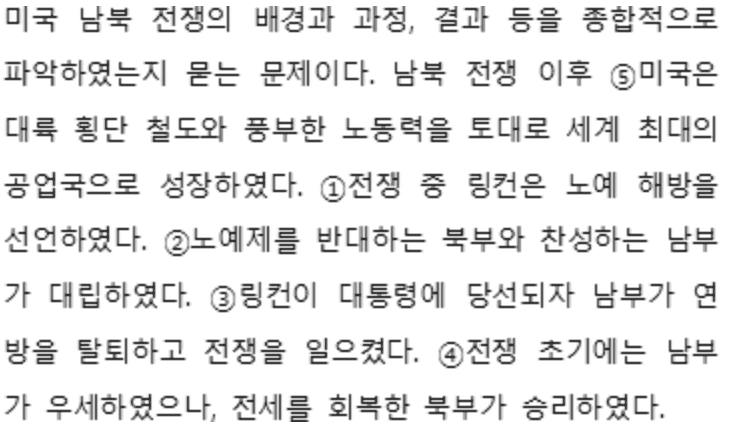 미국 남북 전쟁의 배경과 과정, 결과 등을 종합적으로
파악하였는지 묻는 문제이다. 남북 전쟁 이후 ⑤미국은
대륙 횡단 철도와 풍부한 노동력을 토대로 세계 최대의
공업국으로 성장하였다. ①전쟁 중 링컨은 노예 해방을
선언하였다. ②노예제를 반대하는 북부와 찬성하는 남부
가 대립하였다. ③링컨이 대통령에 당선되자 남부가 연
방을 탈퇴하고 전쟁을 일으켰다. ④전쟁 초기에는 남부
가 우세하였으나, 전세를 회복한 북부가 승리하였다.